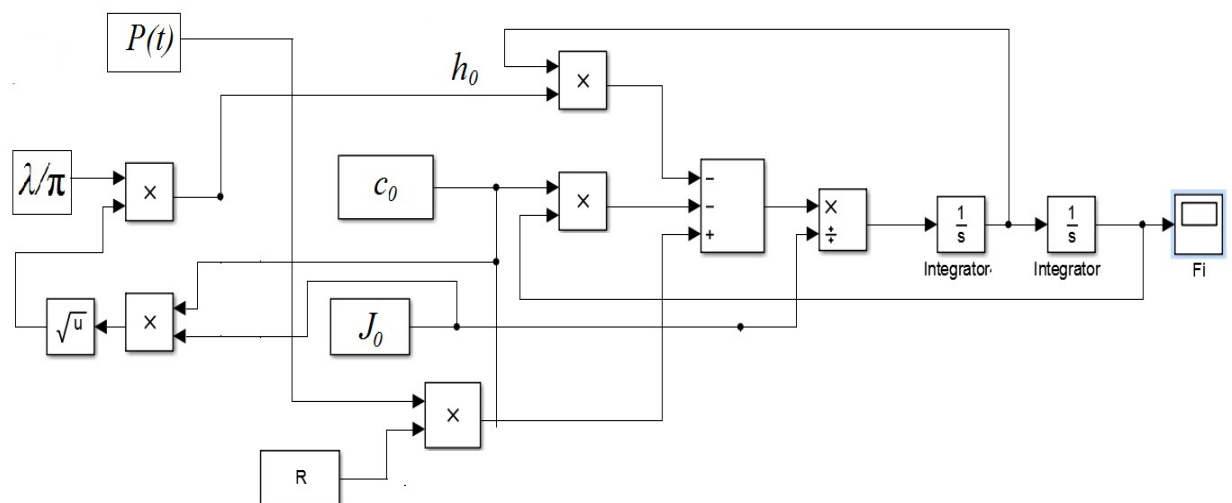 P(t)
h₀
×
λ/π
×
c₀
×
−
−
+
×
÷
1
s
1
s
Integrator
Integrator
Fi
√u
×
J₀
×
R